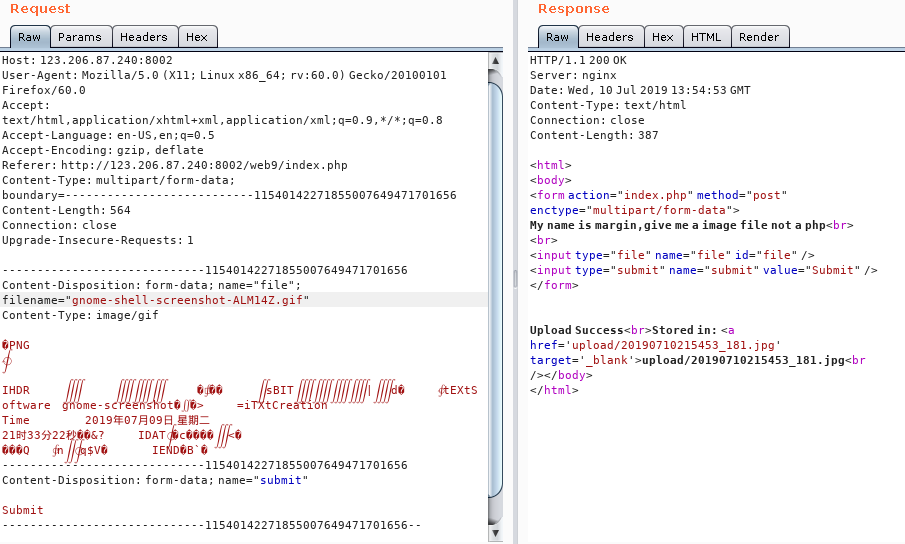 Request
Raw Params Headers Hex
Host: 123.206.87.240:8002
User-Agent: Mozilla/5.0 (X11; Linux x86_64; rv:60.0) Gecko/20100101
Firefox/60.0
Accept:
text/html,application/xhtml+xml,application/xml;q=0.9,*/*;q=0.8
Accept-Language: en-US,en;q=0.5
Accept-Encoding: gzip, deflate
Referer: http://123.206.87.240:8002/web9/index.php
Content-Type: multipart/form-data;
boundary=---------------------------115401422718550076494717​01656
Content-Length: 564
Connection: close
Upgrade-Insecure-Requests: 1
-----------------------------11540142271855007649471701656
Content-Disposition: form-data; name="file";
filename="gnome-shell-screenshot-ALM14Z.gif"
Content-Type: image/gif
�PNG
IHDR sBIT d� tEXtS
oftware gnome-screenshot� �> =iTXtCreation
Time 2019年07月09日 星期二
21时33分22秒��&? IDAT �c���� <�
���Q n q$V� IEND�B`�
-----------------------------11540142271855007649471701656
Content-Disposition: form-data; name="submit"
Submit
-----------------------------11540142271855007649471701656--
Response
Raw Headers Hex HTML Render
HTTP/1.1 200 OK
Server: nginx
Date: Wed, 10 Jul 2019 13:54:53 GMT
Content-Type: text/html
Connection: close
Content-Length: 387
<html>
<body>
<form action="index.php" method="post"
enctype="multipart/form-data">
My name is margin,give me a image file not a php<br>
<br>
<input type="file" name="file" id="file" />
<input type="submit" name="submit" value="Submit" />
</form>
Upload Success<br>Stored in: <a
href='upload/20190710215453_181.jpg'
target='_blank'>upload/20190710215453_181.jpg<br
/></body>
</html>